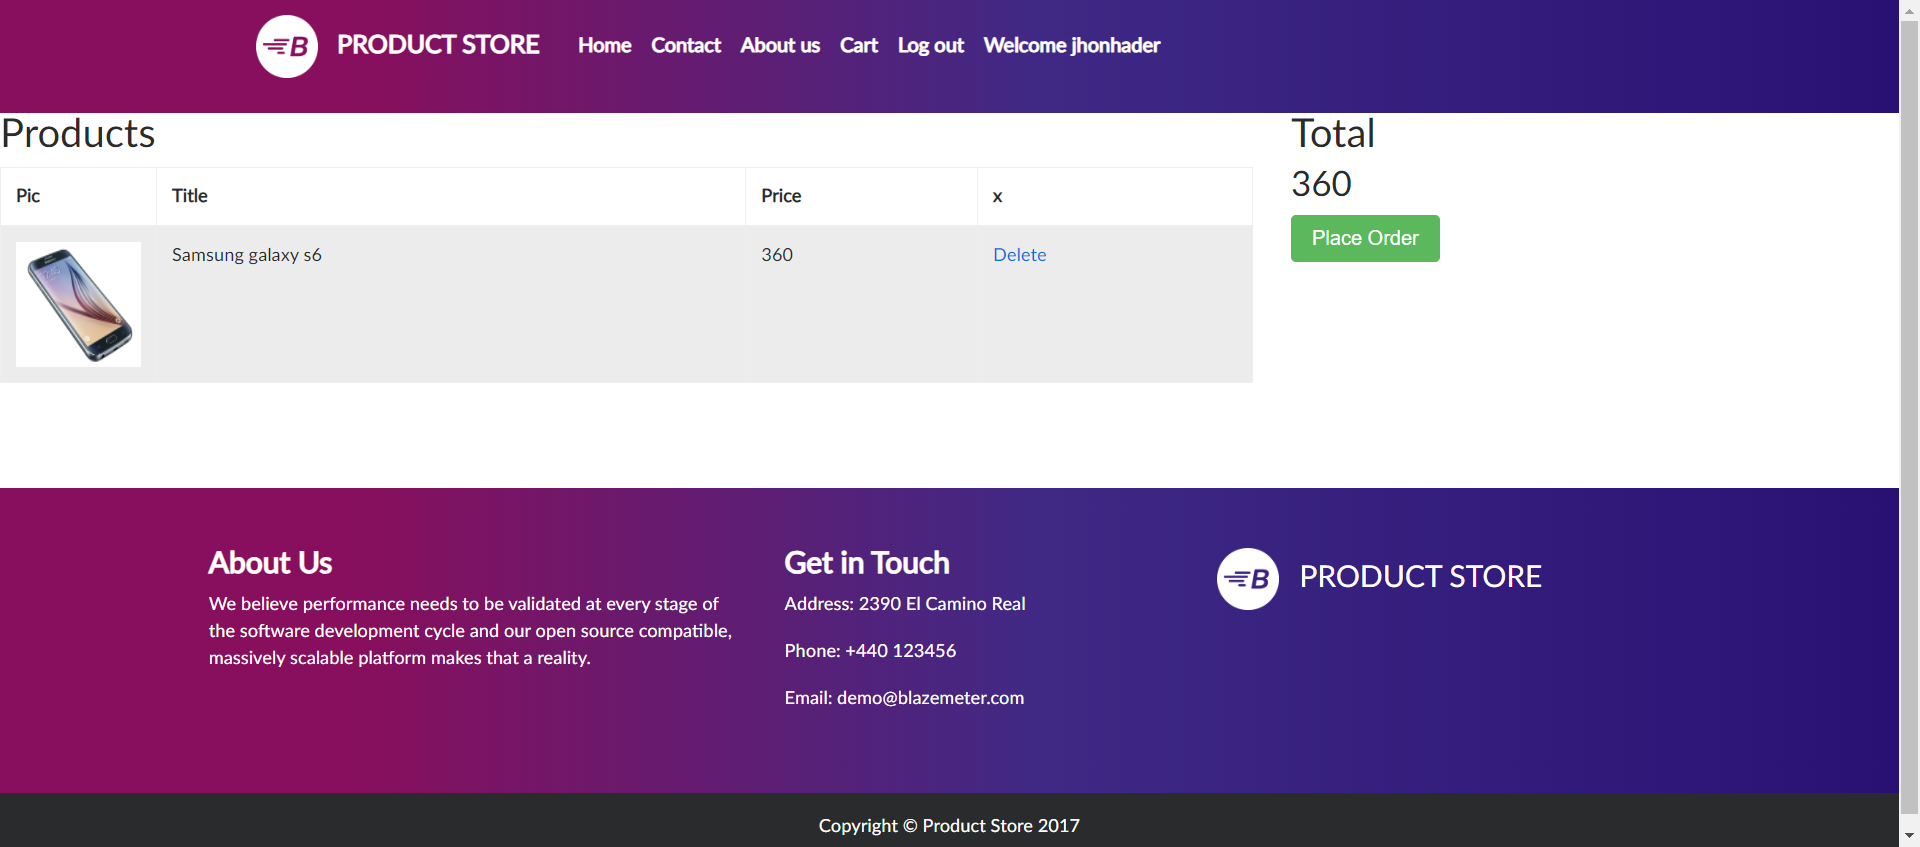 B PRODUCT STORE Home Contact About us Cart Log out Welcome jhonhader
Products
Total
360
Place Order
Pic Title Price x
Samsung galaxy s6 360 Delete
About Us
We believe performance needs to be validated at every stage of
the software development cycle and our open source compatible,
massively scalable platform makes that a reality.
Get in Touch
Address: 2390 El Camino Real
Phone: +440 123456
Email: demo@blazemeter.com
B PRODUCT STORE
Copyright © Product Store 2017